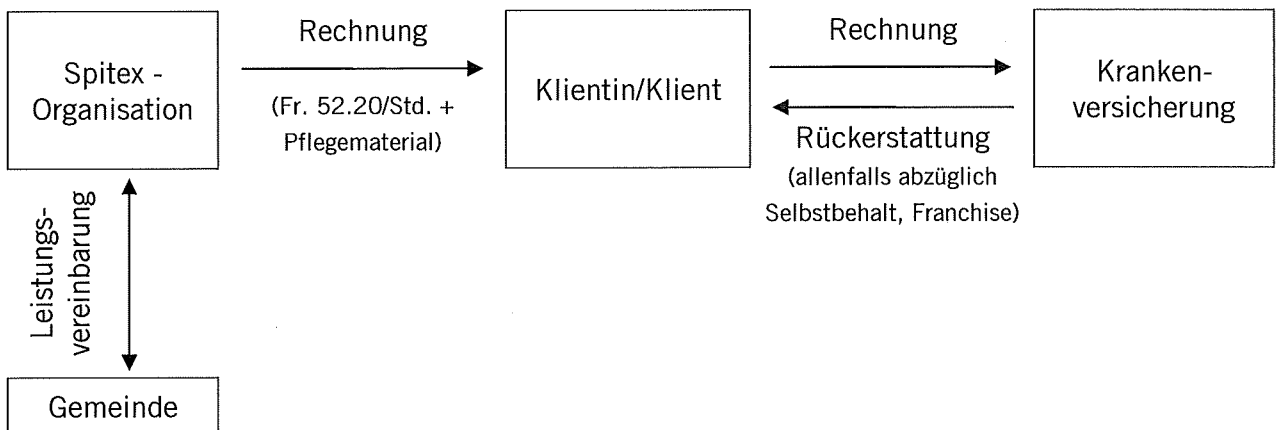 Spitex -
Organisation
Rechnung
(Fr. 52.20/Std. +
Pflegematerial)
Klientin/Klient
Rechnung
Rückerstattung
(allenfalls abzüglich
Selbstbehalt, Franchise)
Kranken-
versicherung
Leistungs-
vereinbarung
Gemeinde